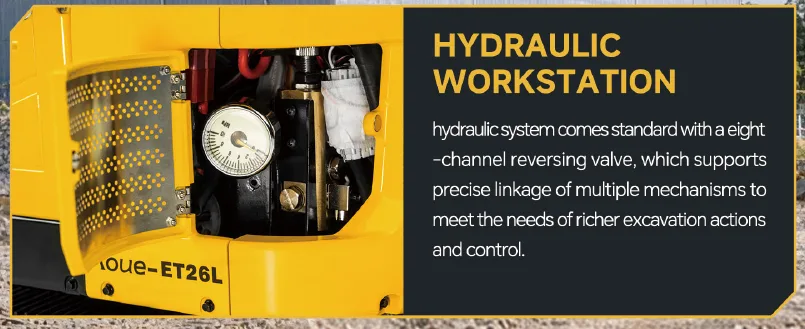 HYDRAULIC
WORKSTATION
hydraulic system comes standard with a eight
-channel reversing valve, which supports
precise linkage of multiple mechanisms to
meet the needs of richer excavation actions
and control.
oue-ET26L